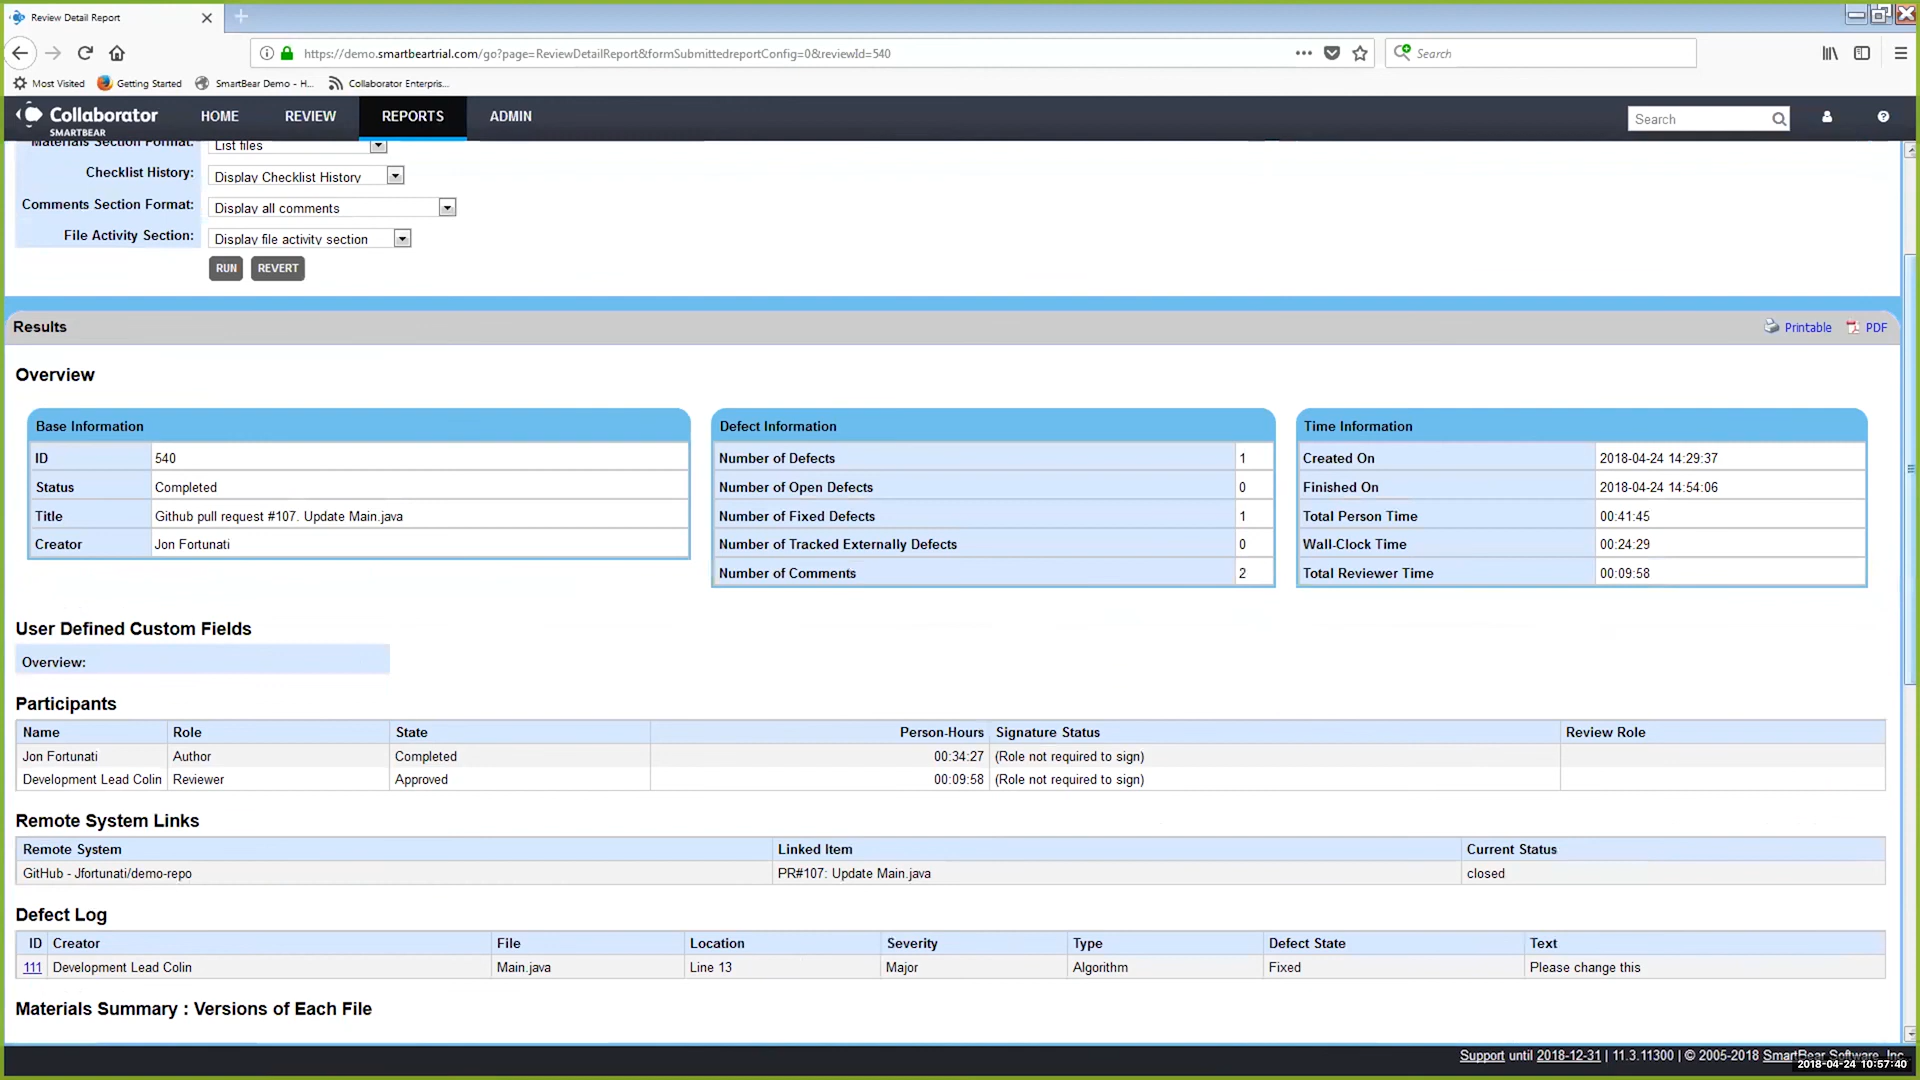 Review Detail Report
https://demo.smartbeartrial.com/go?page=ReviewDetailReport&formSubmittedreportConfig=0&reviewId=540
Search
Most Visited
Getting Started
SmartBear Demo - H...
Collaborator Enterpris...
Collaborator
SMARTBEAR
HOME
REVIEW
REPORTS
ADMIN
Search
Materials Section Format:
List files
Checklist History:
Display Checklist History
Comments Section Format:
Display all comments
File Activity Section:
Display file activity section
RUN REVERT
Results
Printable
PDF
Overview
Base Information
ID 540
Status Completed
Title Github pull request #107. Update Main.java
Creator Jon Fortunati
Defect Information
Number of Defects 1
Number of Open Defects 0
Number of Fixed Defects 1
Number of Tracked Externally Defects 0
Number of Comments 2
Time Information
Created On 2018-04-24 14:29:37
Finished On 2018-04-24 14:54:06
Total Person Time 00:41:45
Wall-Clock Time 00:24:29
Total Reviewer Time 00:09:58
User Defined Custom Fields
Overview:
Participants
Name Role State Person-Hours Signature Status Review Role
Jon Fortunati Author Completed 00:34:27 (Role not required to sign)
Development Lead Colin Reviewer Approved 00:09:58 (Role not required to sign)
Remote System Links
Remote System Linked Item Current Status
GitHub - Jfortunati/demo-repo PR#107: Update Main.java closed
Defect Log
ID Creator File Location Severity Type Defect State Text
111 Development Lead Colin Main.java Line 13 Major Algorithm Fixed Please change this
Materials Summary : Versions of Each File
Support until 2018-12-31 | 11.3.11300 | © 2005-2018 SmartBear Software, Inc.
2018-04-24 10:57:40